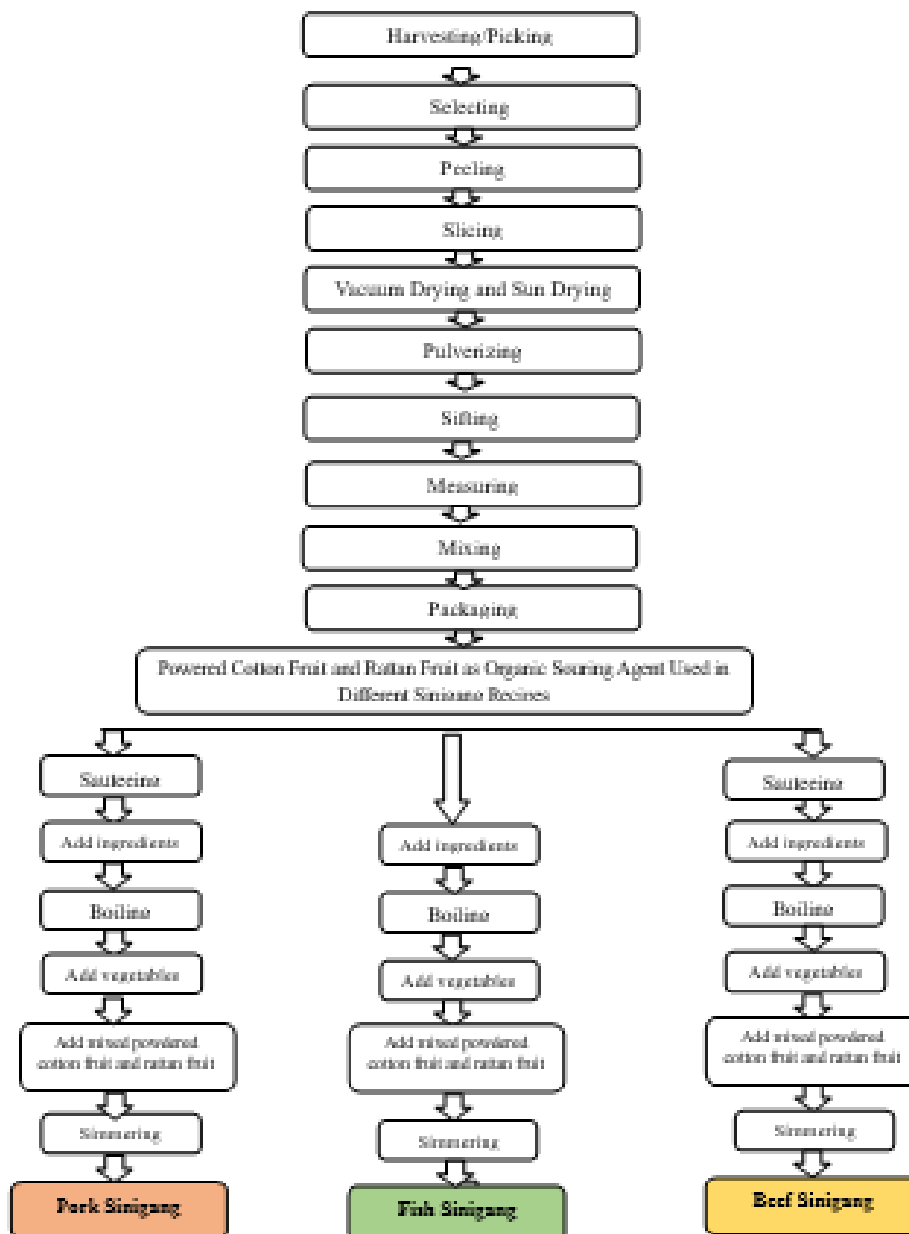 Harvesting/Picking
Selecting
Peeling
Slicing
Vacuum Drying and Sun Drying
Pulverizing
Sifting
Measuring
Mixing
Packaging
Powered Cotton Fruit and Rattan Fruit as Organic Souring Agent Used in
Different Sinigang Recipes
Sauteeing
Add ingredients
Boiling
Add vegetables
Add mixed powdered
cotton fruit and rattan fruit
Simmering
Pork Sinigang
Add ingredients
Boiling
Add vegetables
Add mixed powdered
cotton fruit and rattan fruit
Simmering
Fish Sinigang
Sauteeing
Add ingredients
Boiling
Add vegetables
Add mixed powdered
cotton fruit and rattan fruit
Simmering
Beef Sinigang